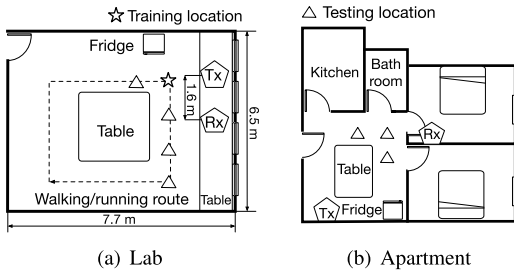 Training location
Testing location
Fridge
Tx
1.6 m
Rx
6.5 m
Table
Walking/running route
Table
7.7 m
(a) Lab
Kitchen
Bath
room
Rx
Table
Tx
Fridge
(b) Apartment